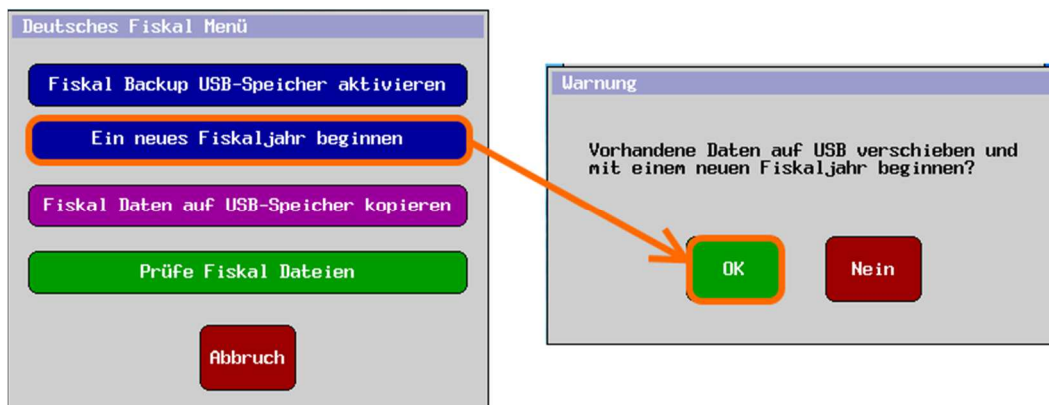 Deutsches Fiskal Menü
Fiskal Backup USB-Speicher aktivieren
Ein neues Fiskaljahr beginnen
Fiskal Daten auf USB-Speicher kopieren
Prüfe Fiskal Dateien
Abbruch
Warnung
Vorhandene Daten auf USB verschieben und
mit einem neuen Fiskaljahr beginnen?
OK
Nein